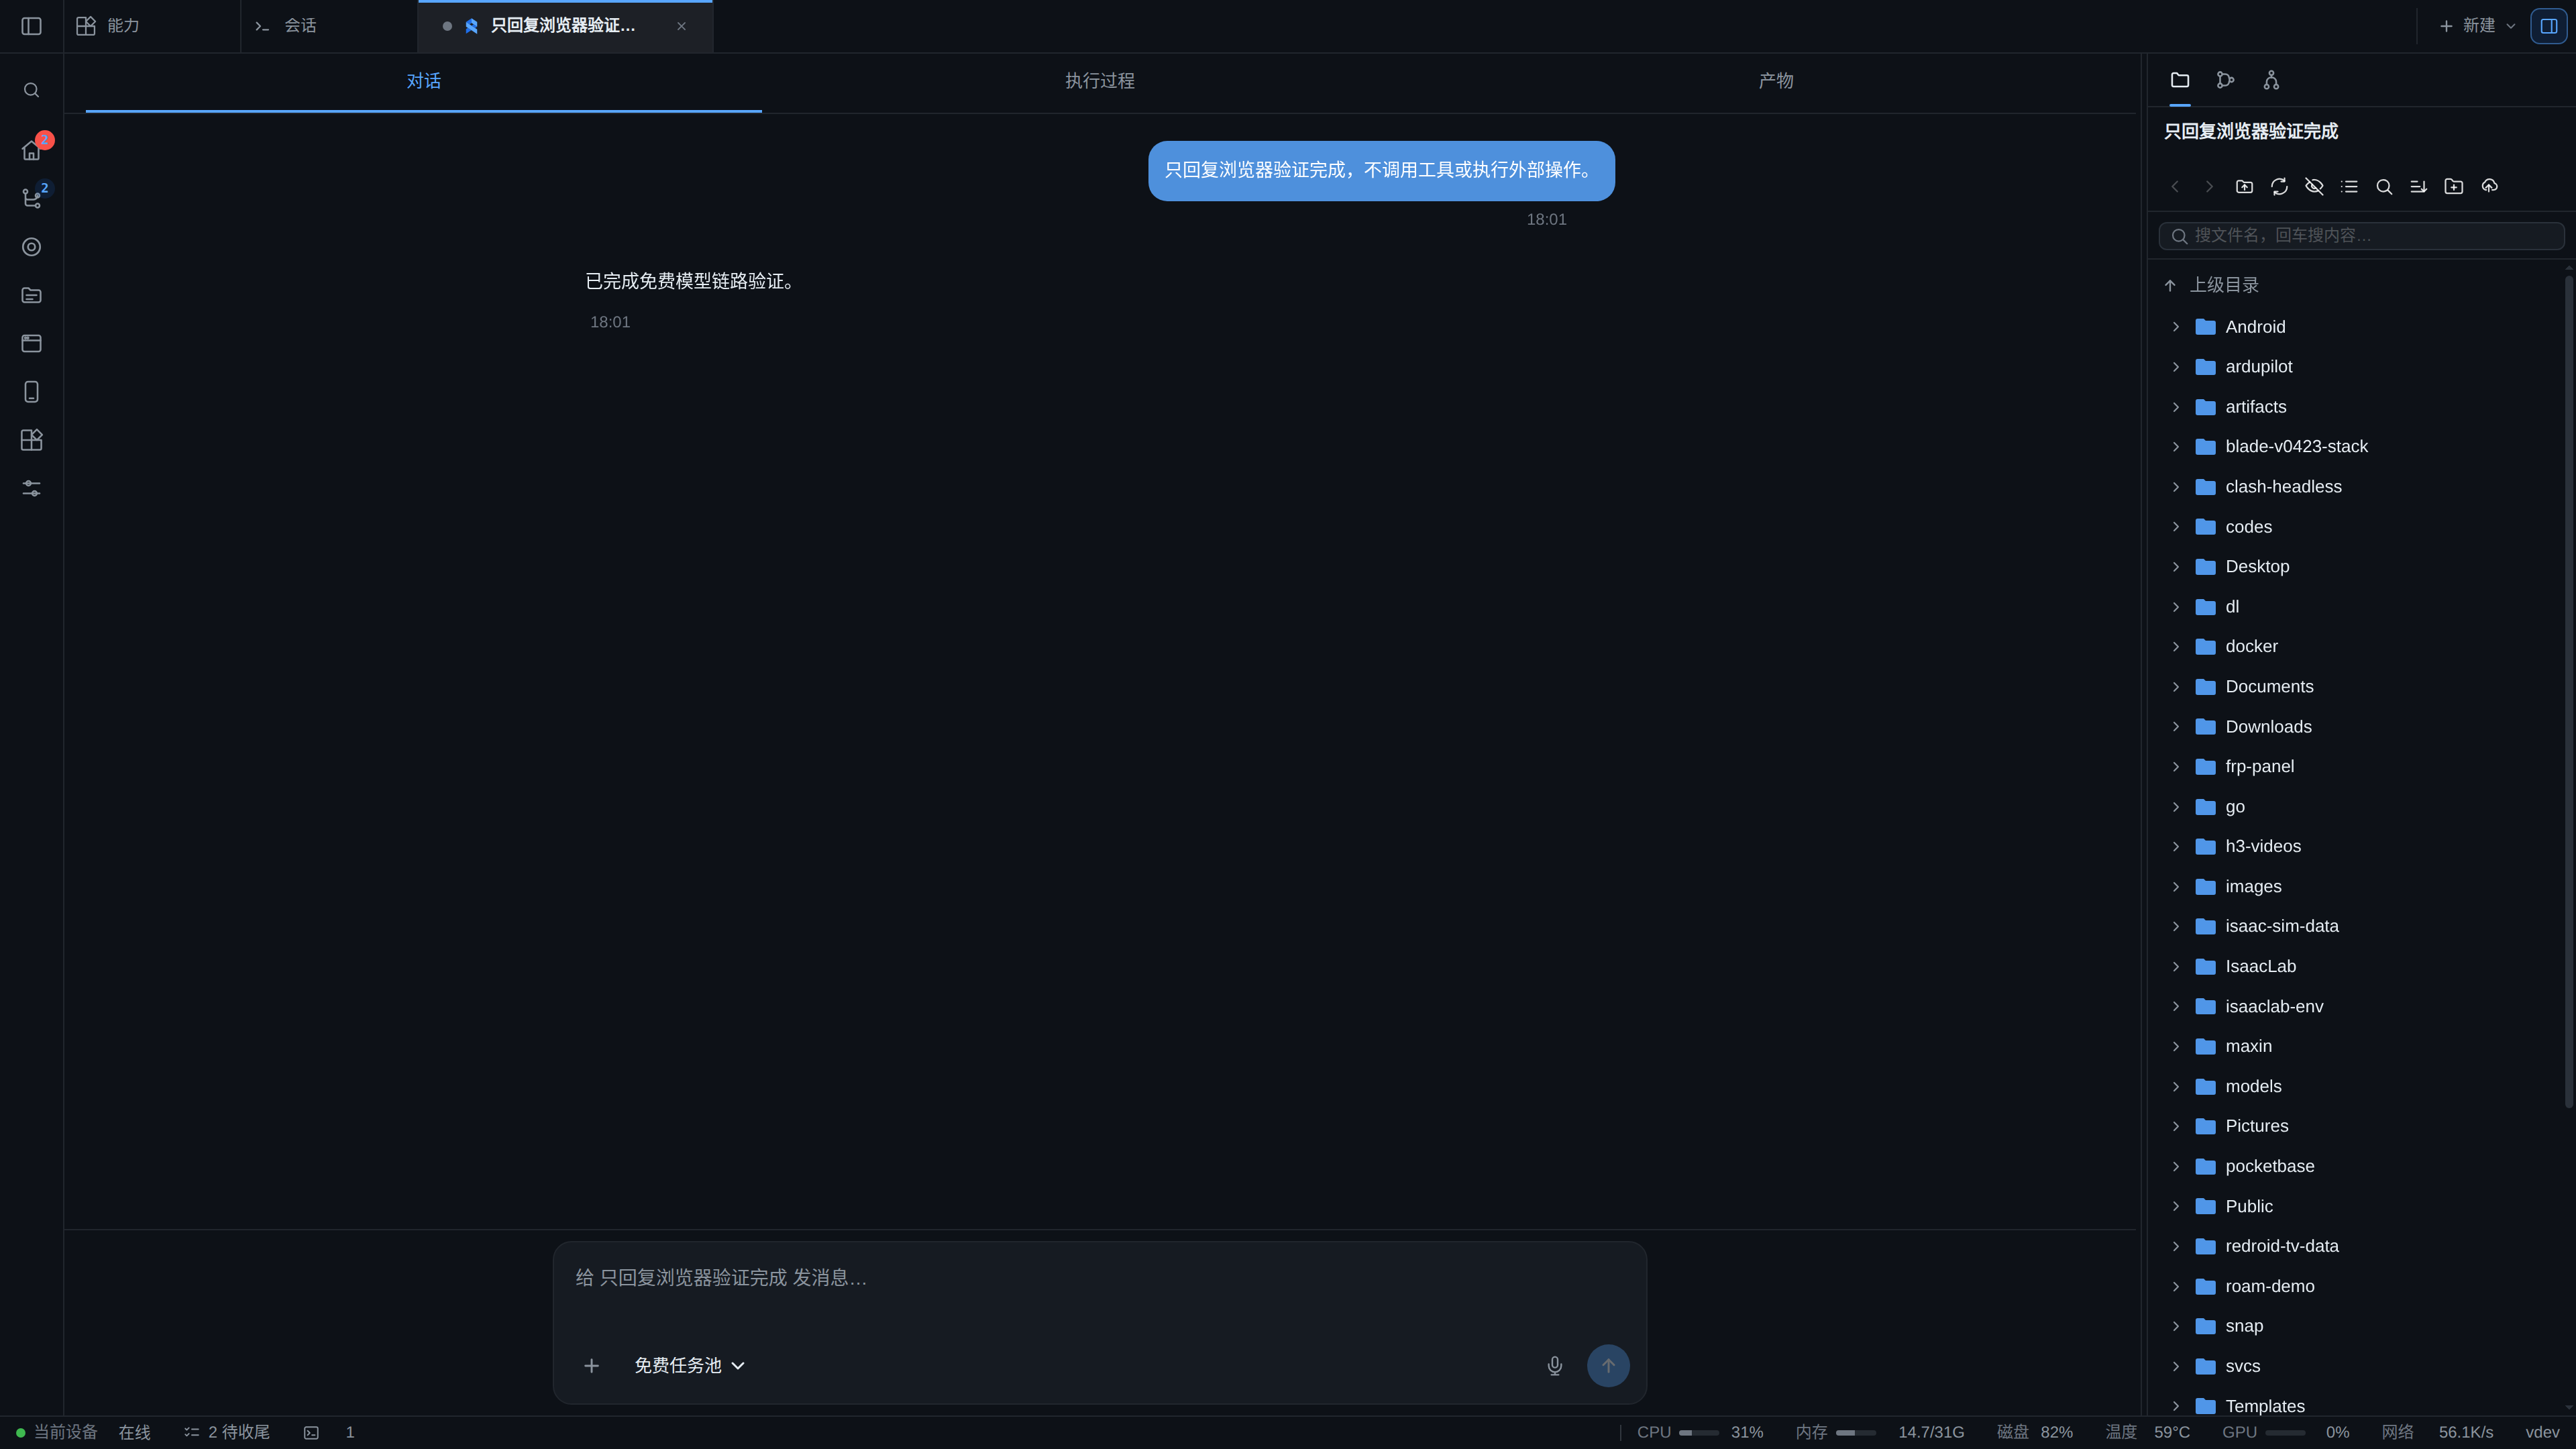 能力
会话
只回复浏览器验证…
新建
对话
执行过程
产物
2
2
只回复浏览器验证完成，不调用工具或执行外部操作。
18:01
已完成免费模型链路验证。
18:01
给 只回复浏览器验证完成 发消息…
免费任务池
只回复浏览器验证完成
搜文件名，回车搜内容…
上级目录
Android
ardupilot
artifacts
blade-v0423-stack
clash-headless
codes
Desktop
dl
docker
Documents
Downloads
frp-panel
go
h3-videos
images
isaac-sim-data
IsaacLab
isaaclab-env
maxin
models
Pictures
pocketbase
Public
redroid-tv-data
roam-demo
snap
svcs
Templates
当前设备 在线 2 待收尾 1 CPU 31% 内存 14.7/31G 磁盘 82% 温度 59°C GPU 0% 网络 56.1K/s vdev